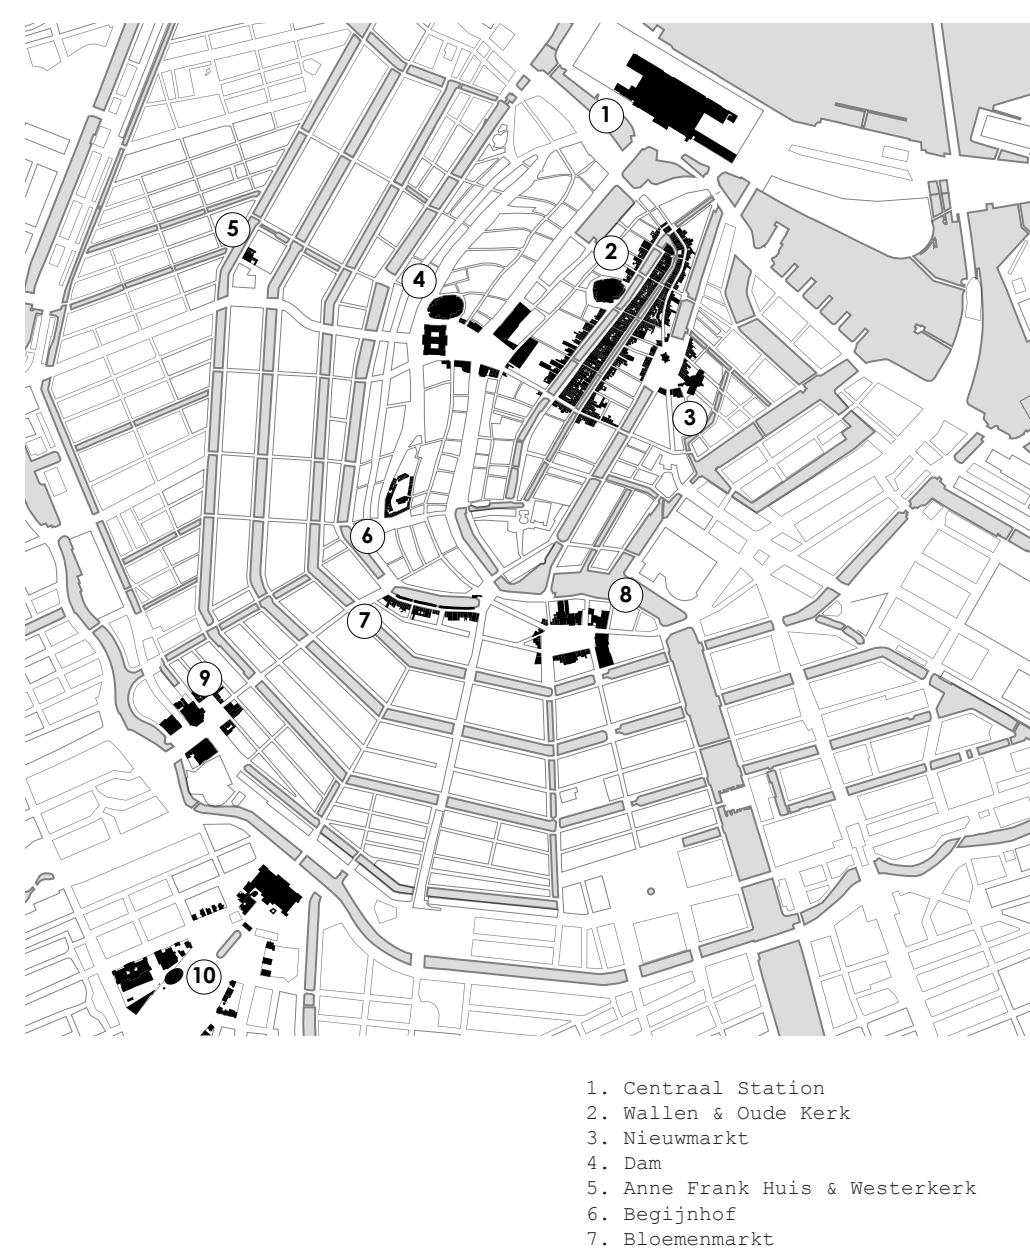 1
5
2
4
3
6
8
7
9
10
1. Centraal Station
2. Wallen & Oude Kerk
3. Nieuwmarkt
4. Dam
5. Anne Frank Huis & Westerkerk
6. Begijnhof
7. Bloemenmarkt